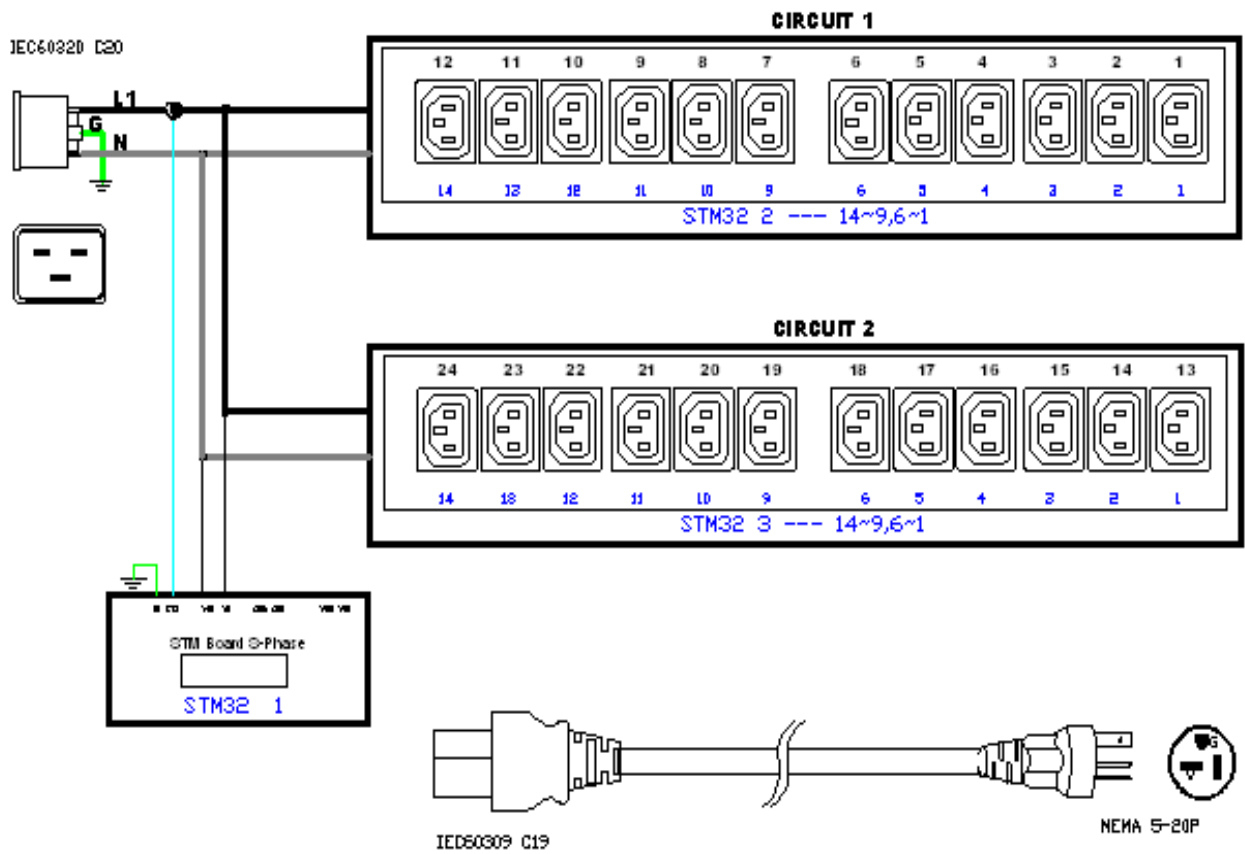 CIRCUIT 1
IEC60320 C20
12 11 10 9 8 7 6 5 4 3 2 1
L1
G
N
14 13 12 11 10 9 6 5 4 3 2 1
STM32 2 --- 14~9,6~1
CIRCUIT 2
24 23 22 21 20 19 18 17 16 15 14 13
14 13 12 11 10 9 6 5 4 3 2 1
STM32 3 --- 14~9,6~1
STM Board S-Phase
STM32 1
G
IED60309 C19
NEMA 5-20P